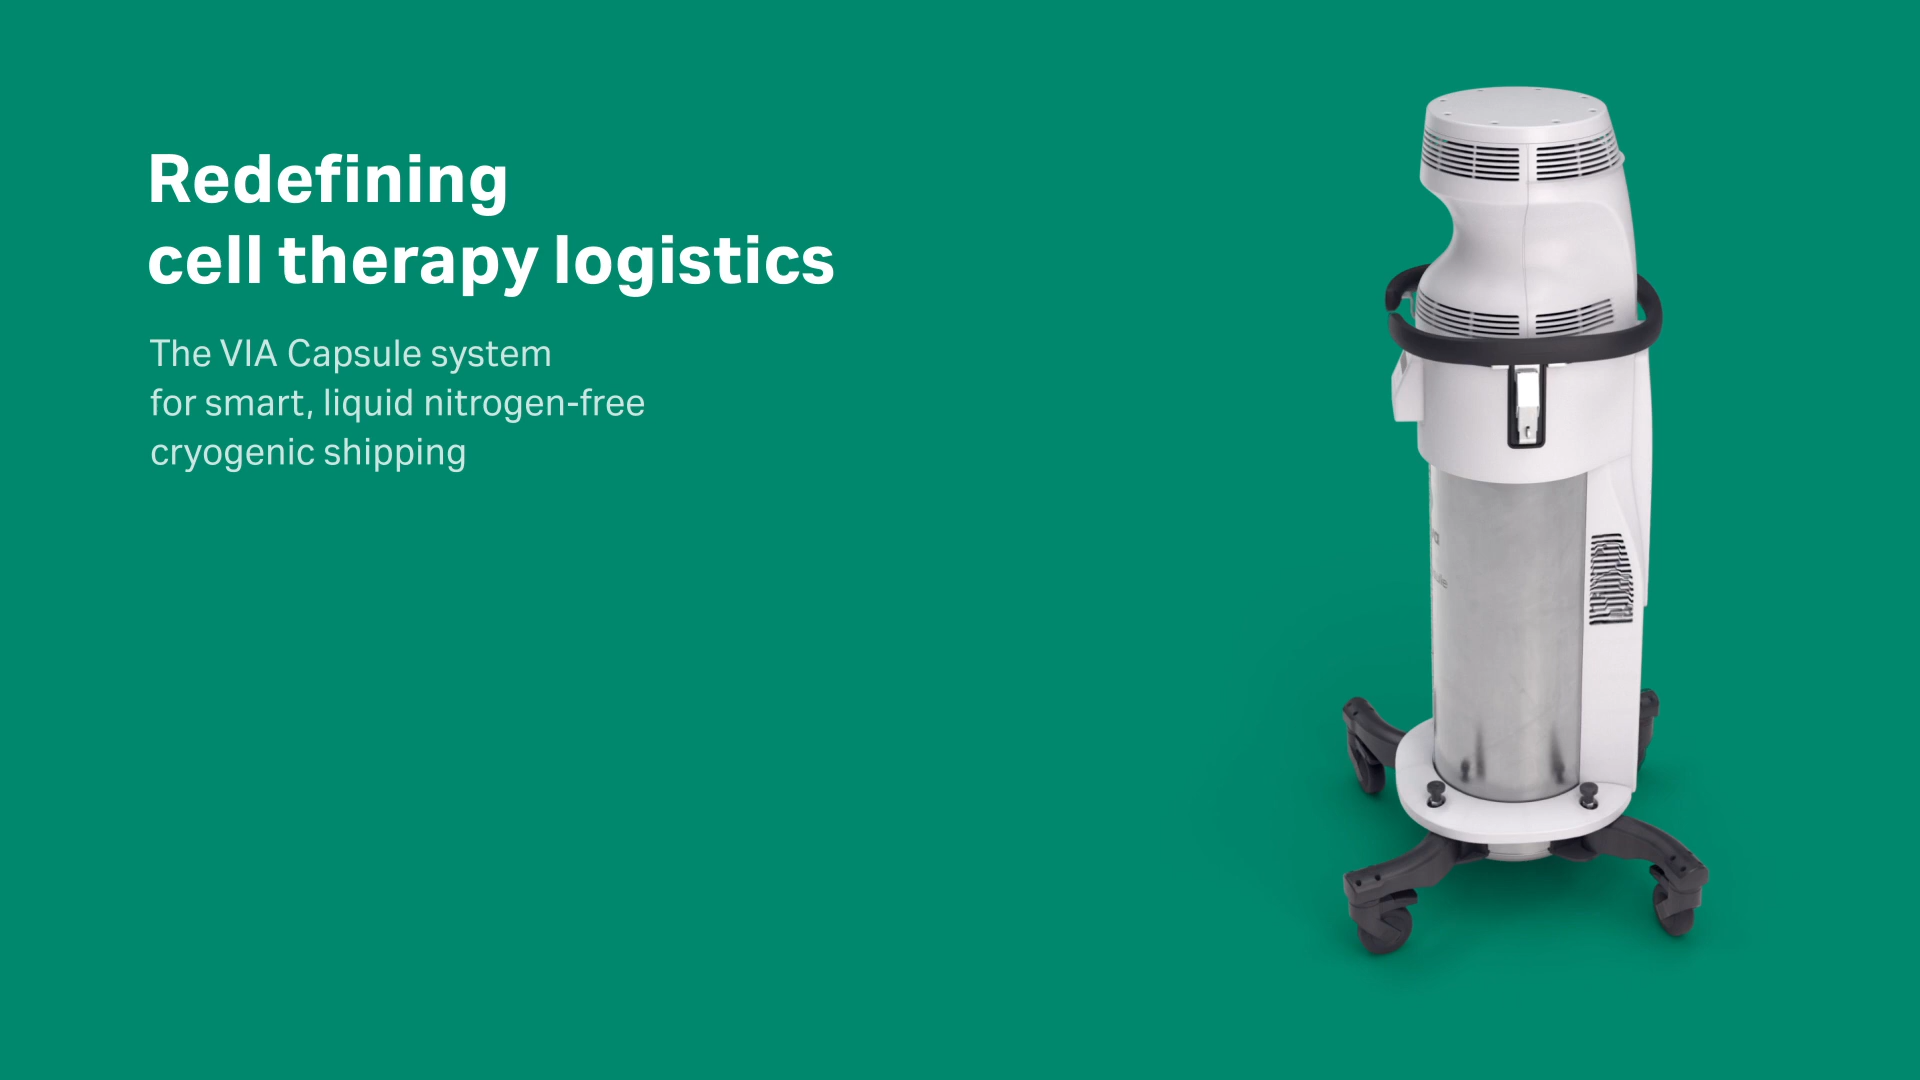 Redefining
cell therapy logistics
The VIA Capsule system
for smart, liquid nitrogen-free
cryogenic shipping